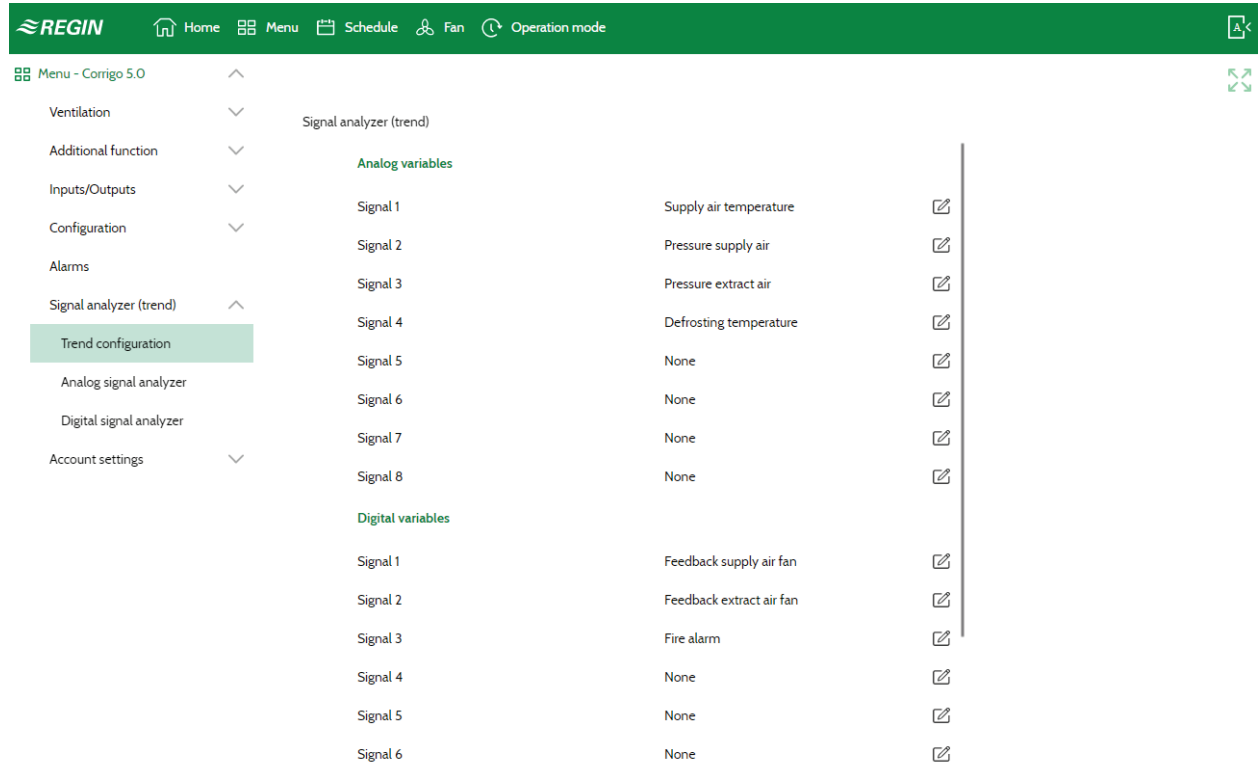 REGIN Home Menu Schedule Fan Operation mode A
Menu - Corrigo 5.0
Ventilation
Additional function
Inputs/Outputs
Configuration
Alarms
Signal analyzer (trend)
Trend configuration
Analog signal analyzer
Digital signal analyzer
Account settings
Signal analyzer (trend)
Analog variables
Signal 1 Supply air temperature
Signal 2 Pressure supply air
Signal 3 Pressure extract air
Signal 4 Defrosting temperature
Signal 5 None
Signal 6 None
Signal 7 None
Signal 8 None
Digital variables
Signal 1 Feedback supply air fan
Signal 2 Feedback extract air fan
Signal 3 Fire alarm
Signal 4 None
Signal 5 None
Signal 6 None